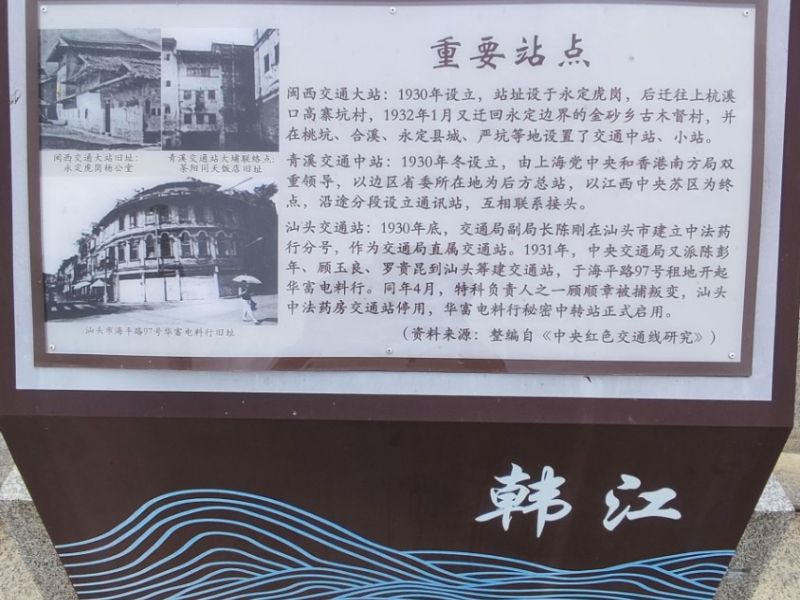 重要站点
闽西交通大站：1930年设立，站址设于永定虎岗，后迁往上杭溪
口高寨坑村，1932年1月又迁回永定边界的金砂乡古木督村，并
在桃坑、合溪、永定县城、严坑等地设置了交通中站、小站。
青溪交通中站：1930年冬设立，由上海党中央和香港南方局双
重领导，以边区省委所在地为后方总站，以江西中央苏区为终
点，沿途分段设立通讯站，互相联系接头。
汕头交通站：1930年底，交通局副局长陈刚在汕头市建立中法药
行分号，作为交通局直属交通站。1931年，中央交通局又派陈彭
年、顾玉良、罗贵昆到汕头筹建交通站，于海平路97号租地开起
华富电料行。同年4月，特科负责人之一顾顺章被捕叛变，汕头
中法药房交通站停用，华富电料行秘密中转站正式启用。
（资料来源：整编自《中央红色交通线研究》）
闽西交通大站旧址：
永定虎岗杨公堂
青溪交通站大埔联络点：
茶阳同天饭店旧址
汕头市海平路97号华富电料行旧址
韩江